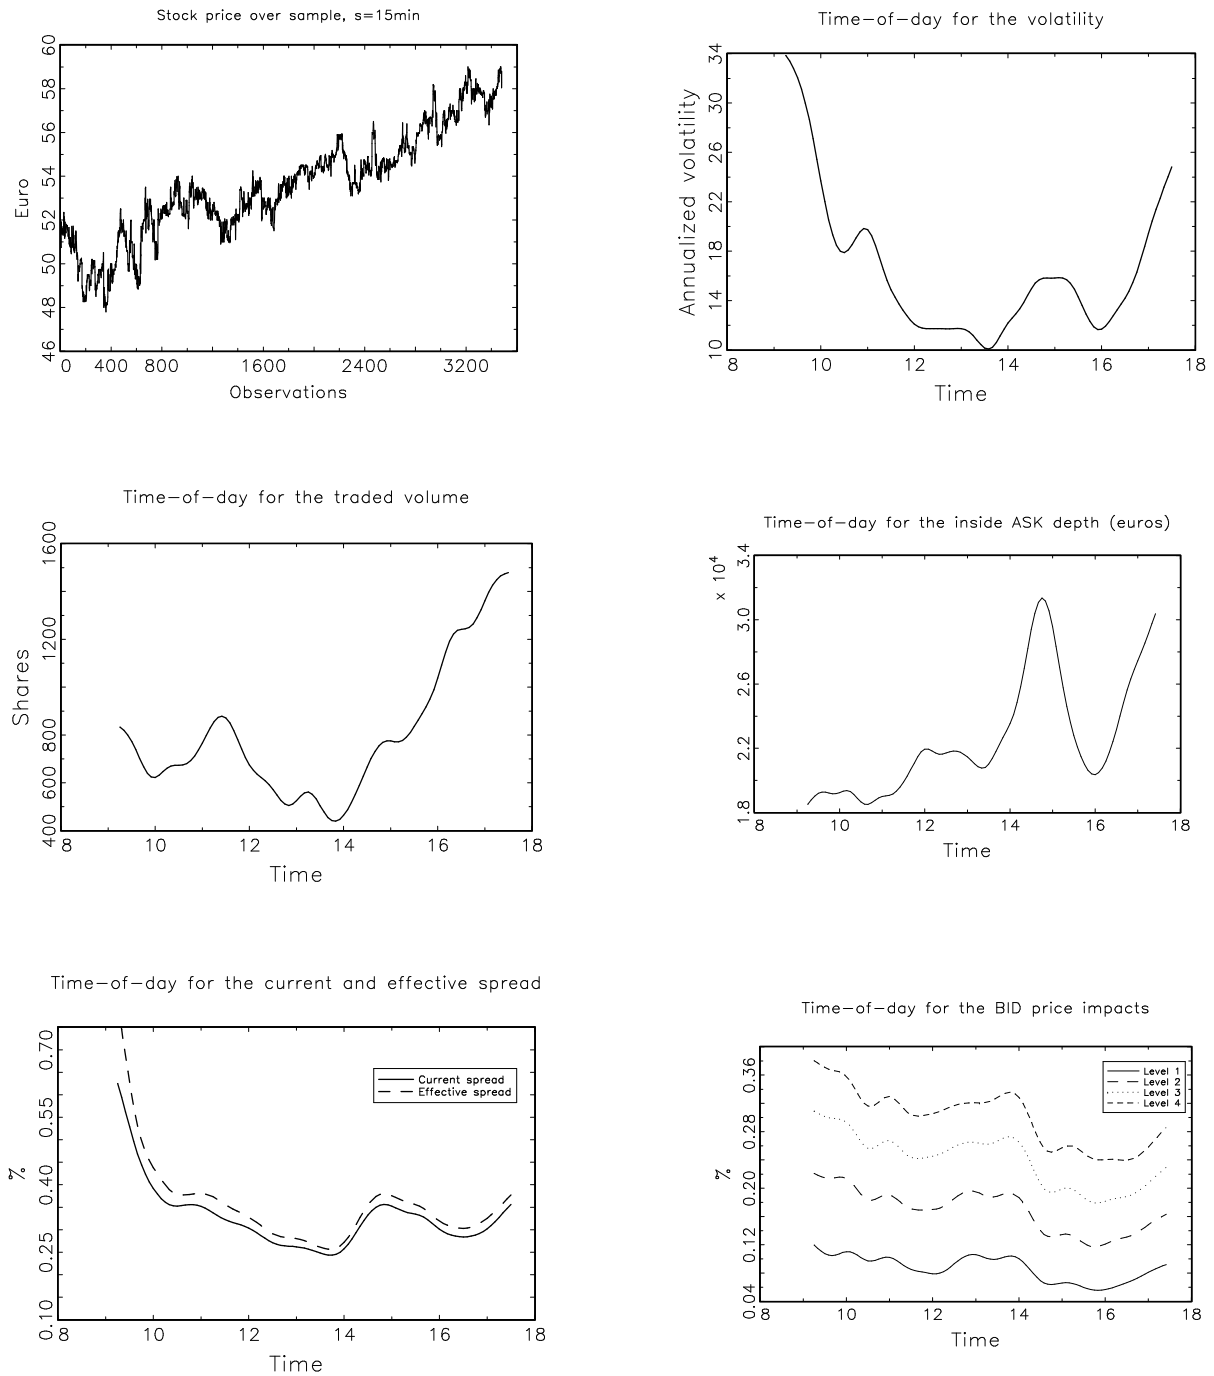 Stock price over sample, s=15min
Euro
60
58
56
54
52
50
48
46
0 400 800 1600 2400 3200
Observations
Time-of-day for the volatility
Annualized volatility
34
30
26
22
18
14
10
8 10 12 14 16 18
Time
Time-of-day for the traded volume
Shares
1600
1200
800
600
400
8 10 12 14 16 18
Time
Time-of-day for the inside ASK depth (euros)
x 10⁴
3.4
3.0
2.6
2.2
1.8
8 10 12 14 16 18
Time
Time-of-day for the current and effective spread
%
0.70
0.55
0.40
0.25
0.10
Current spread
Effective spread
8 10 12 14 16 18
Time
Time-of-day for the BID price impacts
%
0.36
0.28
0.20
0.12
0.04
Level 1
Level 2
Level 3
Level 4
8 10 12 14 16 18
Time